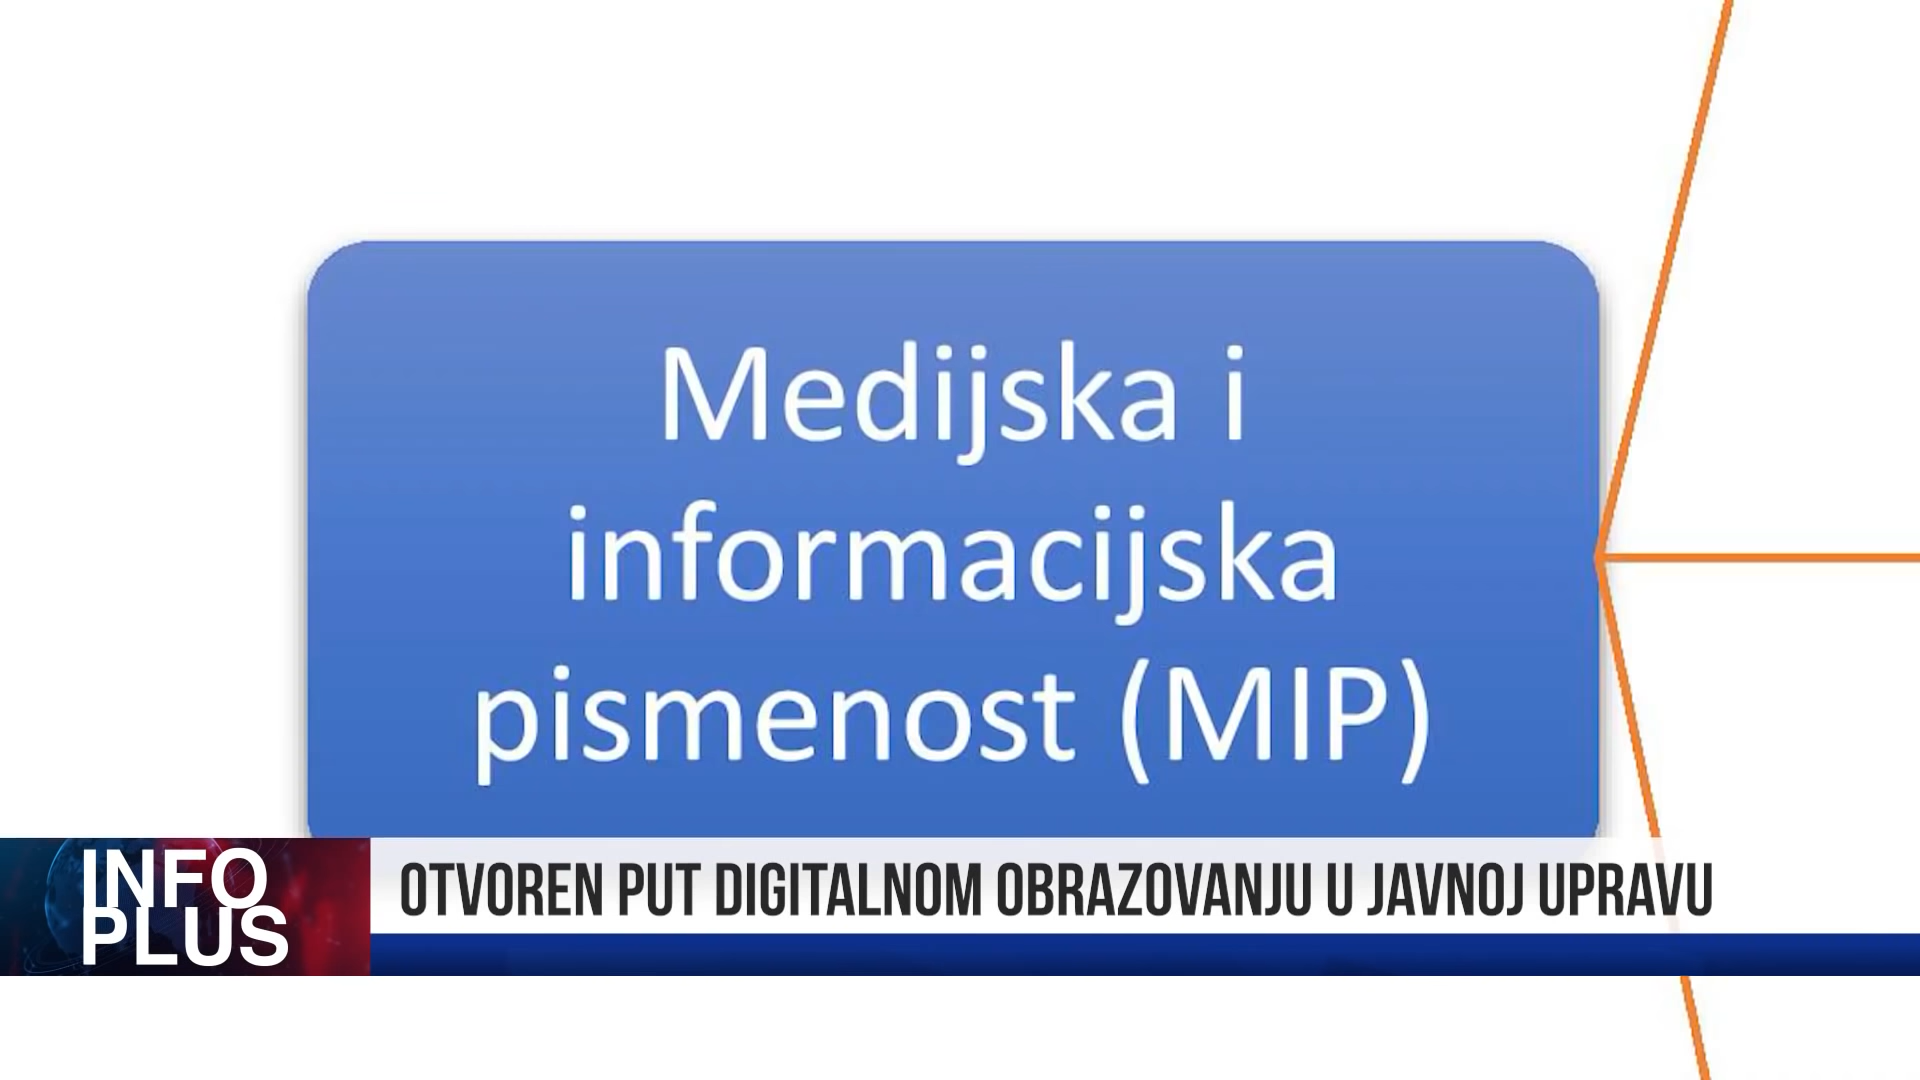 Medijska i
informacijska
pismenost (MIP)
INFO
PLUS
OTVOREN PUT DIGITALNOM OBRAZOVANJU U JAVNOJ UPRAVU